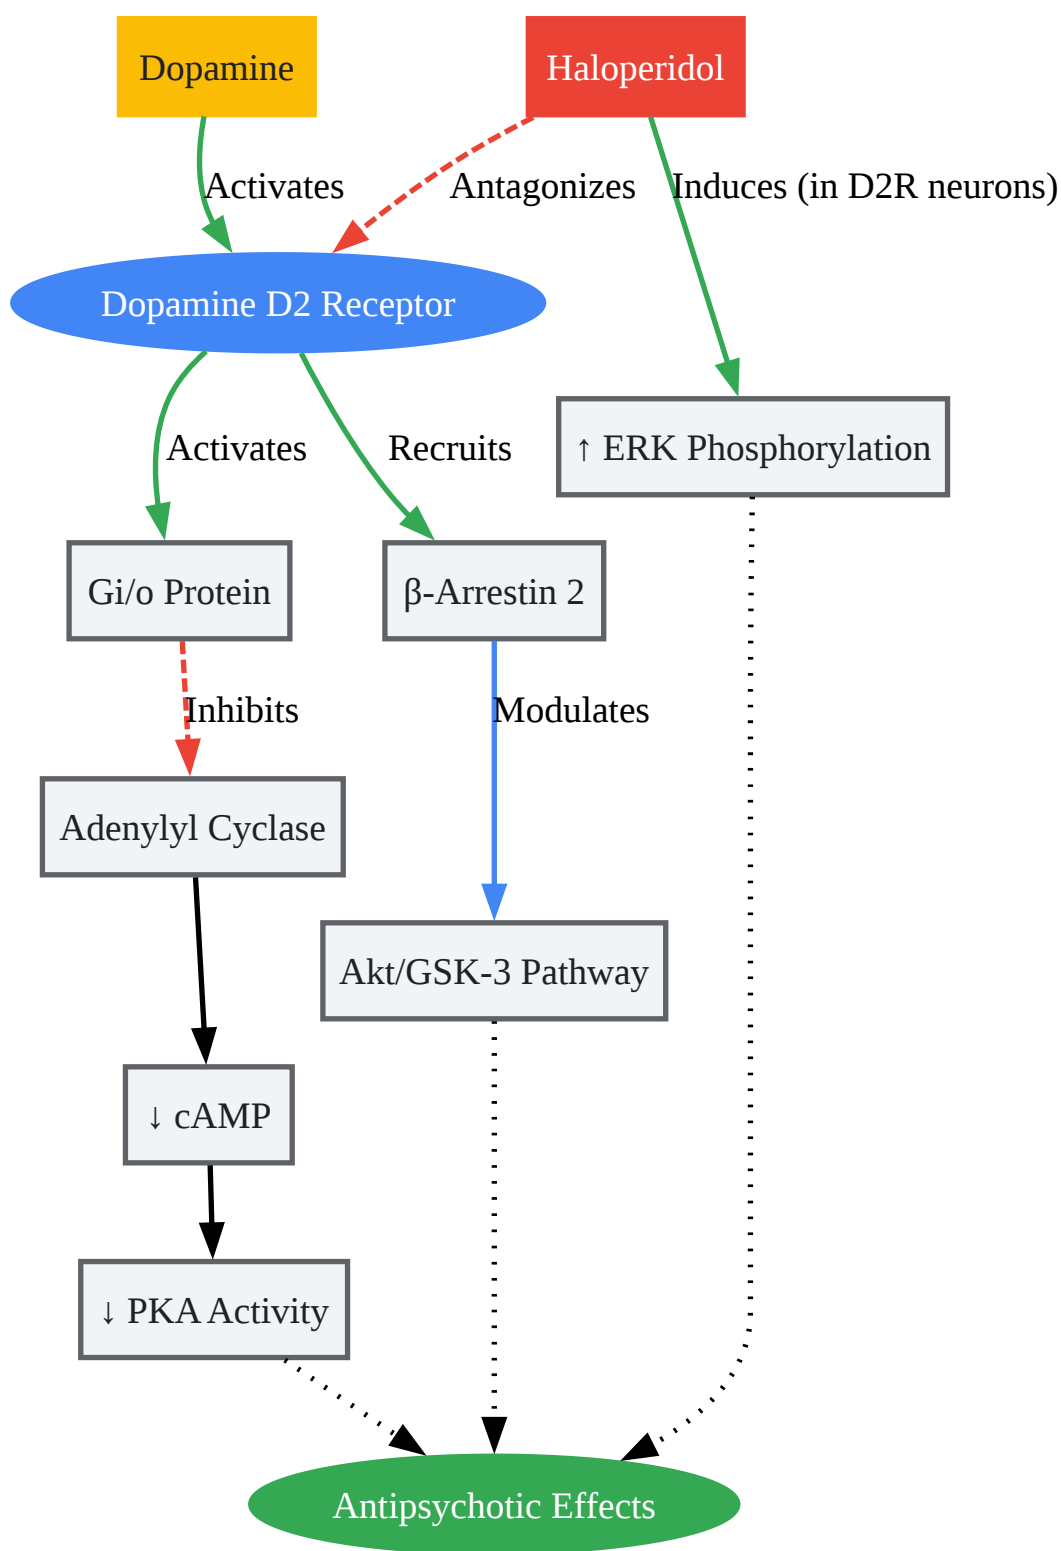 Dopamine
Haloperidol
Activates
Antagonizes
Induces (in D2R neurons)
Dopamine D2 Receptor
Activates
Recruits
↑ ERK Phosphorylation
Gi/o Protein
β-Arrestin 2
Inhibits
Modulates
Adenylyl Cyclase
Akt/GSK-3 Pathway
↓ cAMP
↓ PKA Activity
Antipsychotic Effects